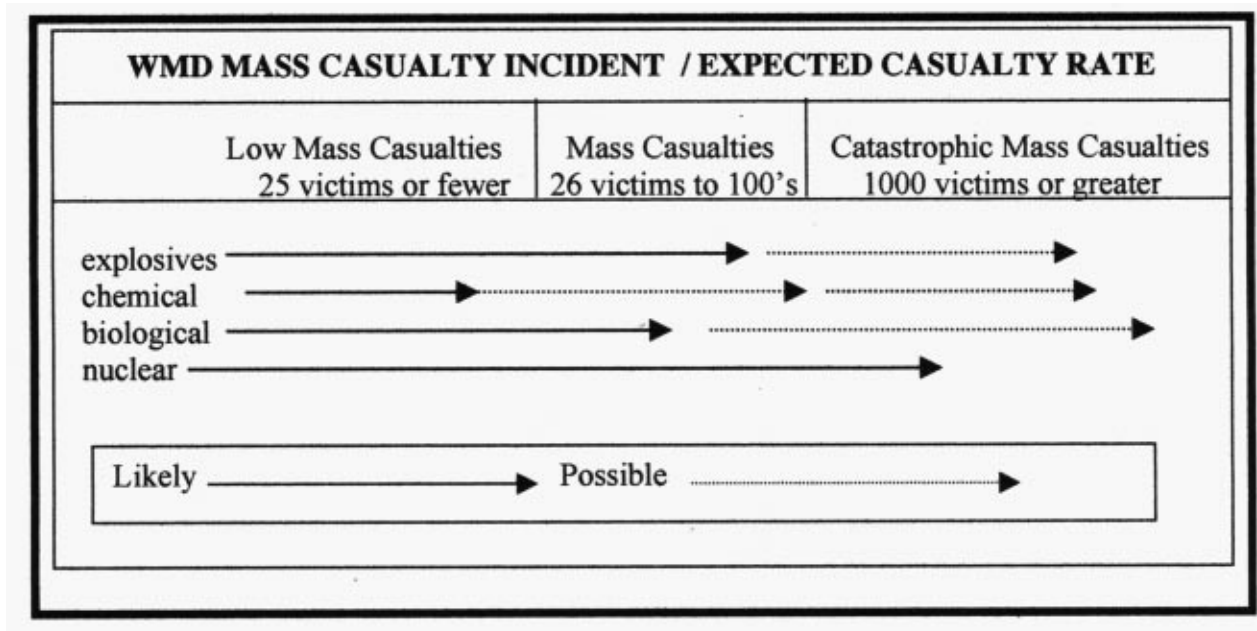 WMD MASS CASUALTY INCIDENT / EXPECTED CASUALTY RATE
Low Mass Casualties
25 victims or fewer
Mass Casualties
26 victims to 100's
Catastrophic Mass Casualties
1000 victims or greater
explosives
chemical
biological
nuclear
Likely
Possible